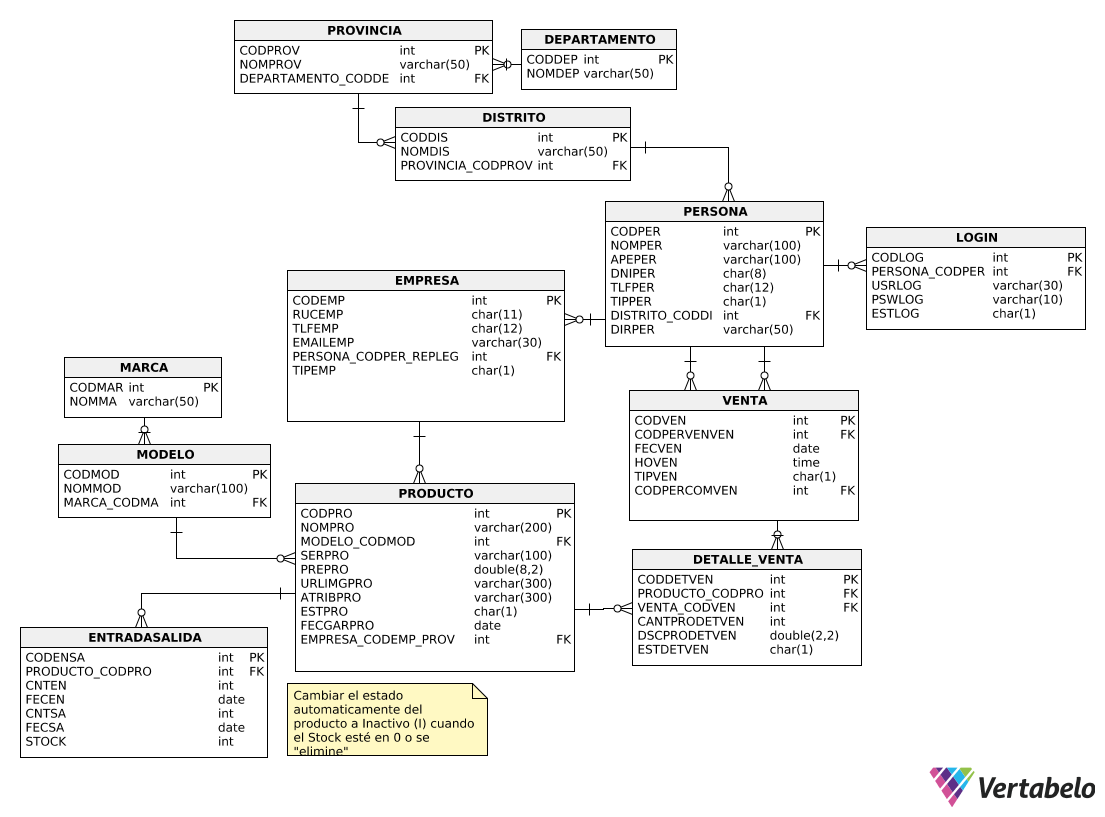 PROVINCIA
CODPROV int PK
NOMPROV varchar(50)
DEPARTAMENTO_CODDE int FK
DEPARTAMENTO
CODDEP int PK
NOMDEP varchar(50)
DISTRITO
CODDIS int PK
NOMDIS varchar(50)
PROVINCIA_CODPROV int FK
PERSONA
CODPER int PK
NOMPER varchar(100)
APEPER varchar(100)
DNIPER char(8)
TLFPER char(12)
TIPPER char(1)
DISTRITO_CODDI int FK
DIRPER varchar(50)
LOGIN
CODLOG int PK
PERSONA_CODPER int FK
USRLOG varchar(30)
PSWLOG varchar(10)
ESTLOG char(1)
EMPRESA
CODEMP int PK
RUCEMP char(11)
TLFEMP char(12)
EMAILEMP varchar(30)
PERSONA_CODPER_REPLEG int FK
TIPEMP char(1)
MARCA
CODMAR int PK
NOMMA varchar(50)
VENTA
CODVEN int PK
CODPERVENVEN int FK
FECVEN date
HOVEN time
TIPVEN char(1)
CODPERCOMVEN int FK
MODELO
CODMOD int PK
NOMMOD varchar(100)
MARCA_CODMA int FK
PRODUCTO
CODPRO int PK
NOMPRO varchar(200)
MODELO_CODMOD int FK
SERPRO varchar(100)
PREPRO double(8,2)
URLIMGPRO varchar(300)
ATRIBPRO varchar(300)
ESTPRO char(1)
FECGARPRO date
EMPRESA_CODEMP_PROV int FK
DETALLE_VENTA
CODDETVEN int PK
PRODUCTO_CODPRO int FK
VENTA_CODVEN int FK
CANTPRODETVEN int
DSCPRODETVEN double(2,2)
ESTDETVEN char(1)
ENTRADASALIDA
CODENSA int PK
PRODUCTO_CODPRO int FK
CNTEN int
FECEN date
CNTSA int
FECSA date
STOCK int
Cambiar el estado
automaticamente del
producto a Inactivo (I) cuando
el Stock esté en 0 o se
"elimine"
Vertabelo